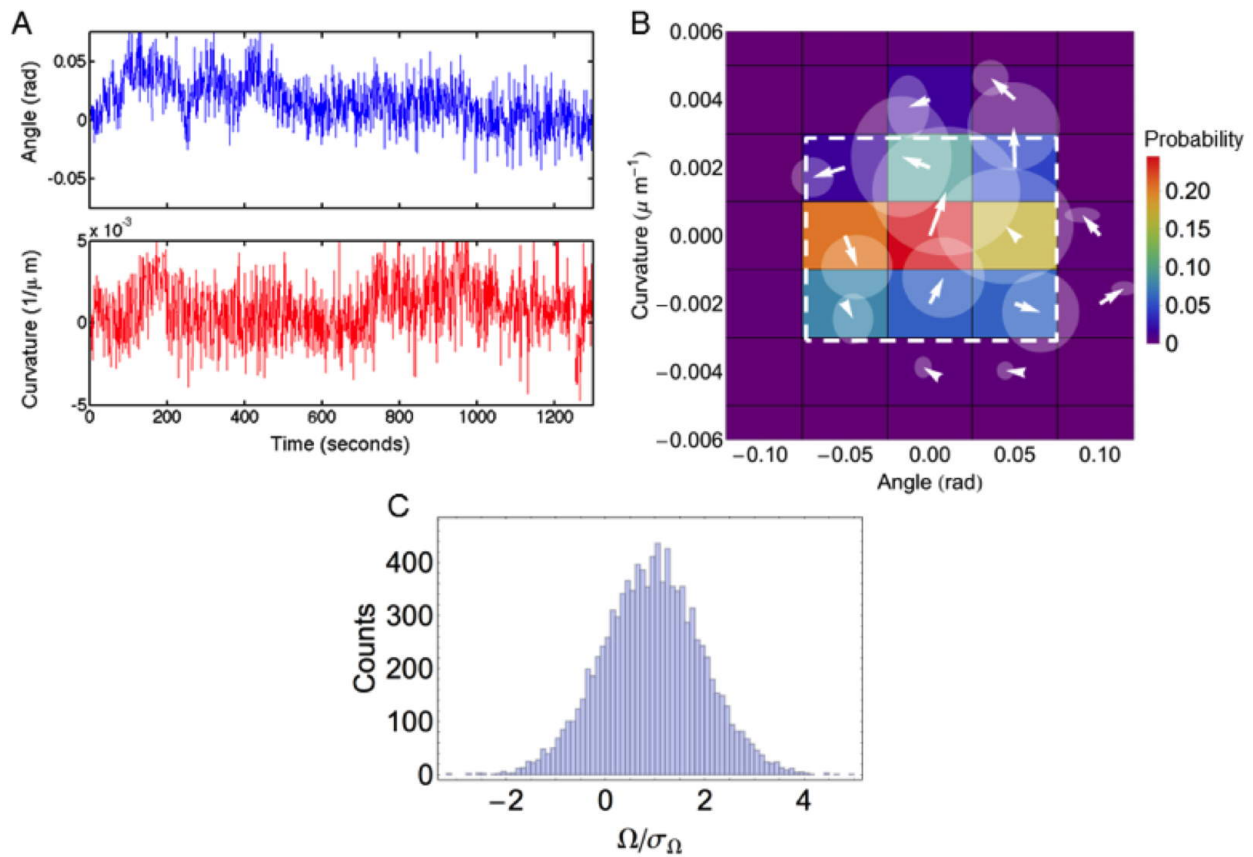 A
Angle (rad)
0.05
0
-0.05
Curvature (1/μ m)
5 x 10⁻³
0
-5
0 200 400 600 800 1000 1200
Time (seconds)
B
Curvature (μ m⁻¹)
0.006
0.004
0.002
0.000
−0.002
−0.004
−0.006
−0.10 −0.05 0.00 0.05 0.10
Angle (rad)
Probability
0.20
0.15
0.10
0.05
0
C
Counts
400
300
200
100
0
−2 0 2 4
Ω/σ_Ω